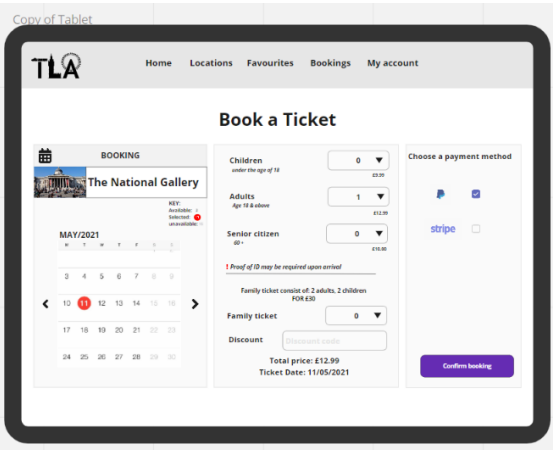 Copy of Tablet
TLA
Home Locations Favourites Bookings My account
Book a Ticket
BOOKING
The National Gallery
KEY:
Available:
Selected:
unavailable:
MAY/2021
M T W T F S S
3 4 5 6 7 8 9
10 11 12 13 14 15 16
17 18 19 20 21 22 23
24 25 26 27 28 29 30
Children 0
under the age of 18
£9.99
Adults 1
Age 18 & above
£12.99
Senior citizen 0
60 +
£10.99
! Proof of ID may be required upon arrival
Family ticket consist of: 2 adults, 2 children
FOR £30
Family ticket 0
Discount Discount code
Total price: £12.99
Ticket Date: 11/05/2021
Choose a payment method
stripe
Confirm booking